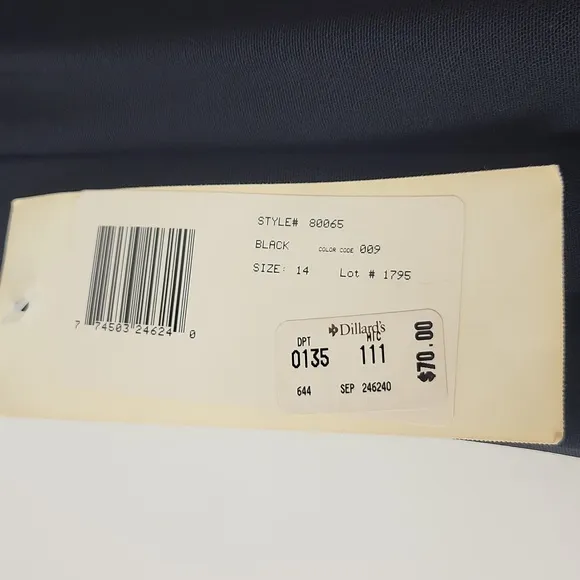 STYLE# 80065
BLACK COLOR CODE 009
SIZE: 14 Lot # 1795
7 74503 24624 0
Dillard's
DPT MIC
0135 111
644 SEP 246240
$70.00